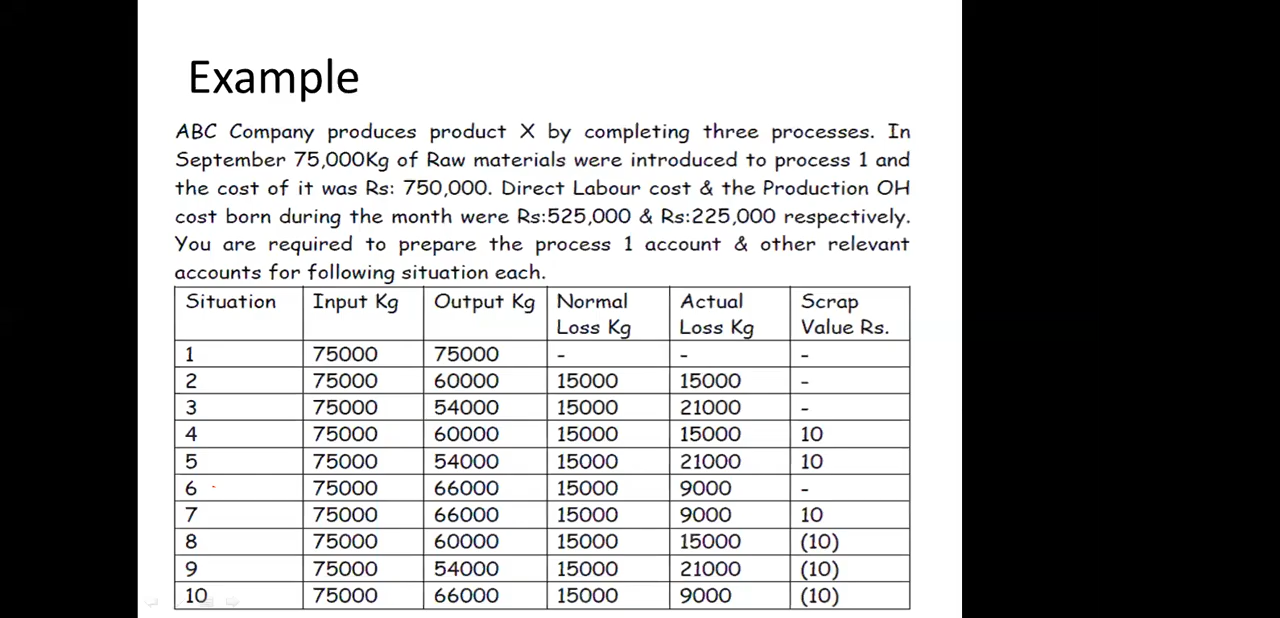 Example
ABC Company produces product X by completing three processes. In
September 75,000Kg of Raw materials were introduced to process 1 and
the cost of it was Rs: 750,000. Direct Labour cost & the Production OH
cost born during the month were Rs:525,000 & Rs:225,000 respectively.
You are required to prepare the process 1 account & other relevant
accounts for following situation each.
Situation Input Kg Output Kg Normal Loss Kg Actual Loss Kg Scrap Value Rs.
1 75000 75000 - - -
2 75000 60000 15000 15000 -
3 75000 54000 15000 21000 -
4 75000 60000 15000 15000 10
5 75000 54000 15000 21000 10
6 75000 66000 15000 9000 -
7 75000 66000 15000 9000 10
8 75000 60000 15000 15000 (10)
9 75000 54000 15000 21000 (10)
10 75000 66000 15000 9000 (10)